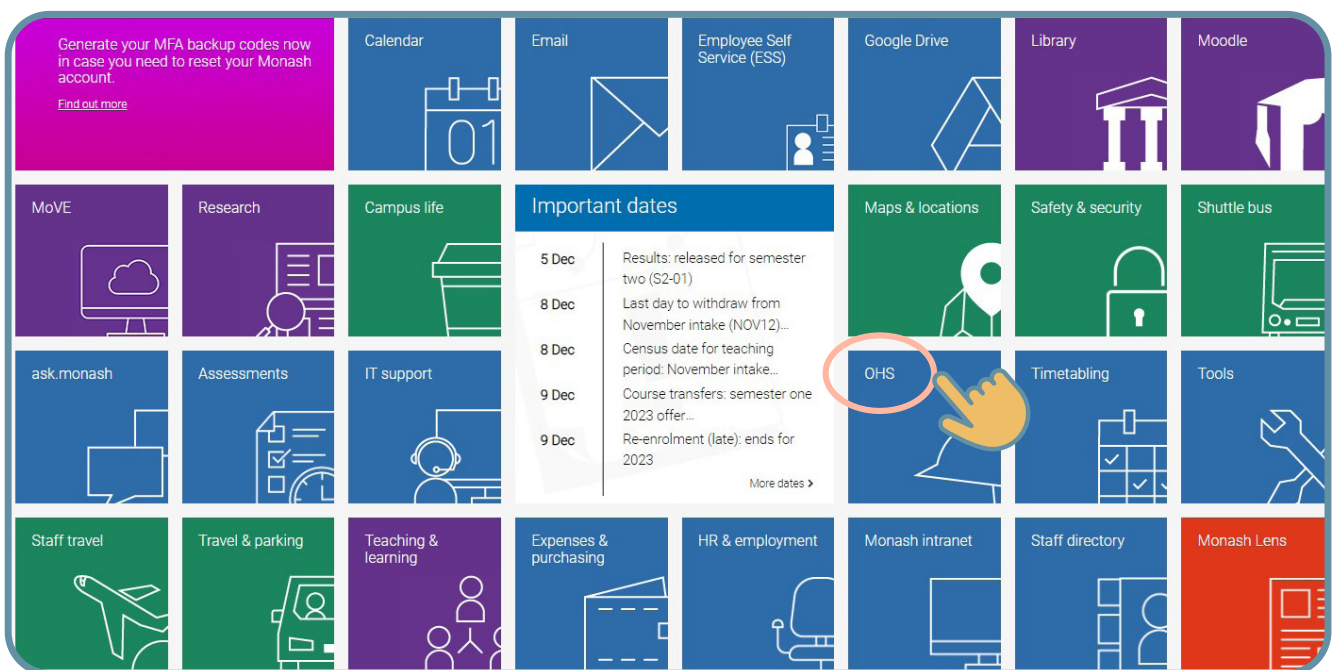 Generate your MFA backup codes now
in case you need to reset your Monash
account.
Find out more
Calendar
01
Email
Employee Self
Service (ESS)
Google Drive
Library
Moodle
MoVE
Research
Campus life
Important dates
5 Dec
Results: released for semester
two (S2-01)
8 Dec
Last day to withdraw from
November intake (NOV12)...
8 Dec
Census date for teaching
period: November intake...
9 Dec
Course transfers: semester one
2023 offer...
9 Dec
Re-enrolment (late): ends for
2023
More dates >
Maps & locations
Safety & security
Shuttle bus
ask.monash
Assessments
IT support
OHS
Timetabling
Tools
Staff travel
Travel & parking
Teaching &
learning
Expenses &
purchasing
HR & employment
Monash intranet
Staff directory
Monash Lens